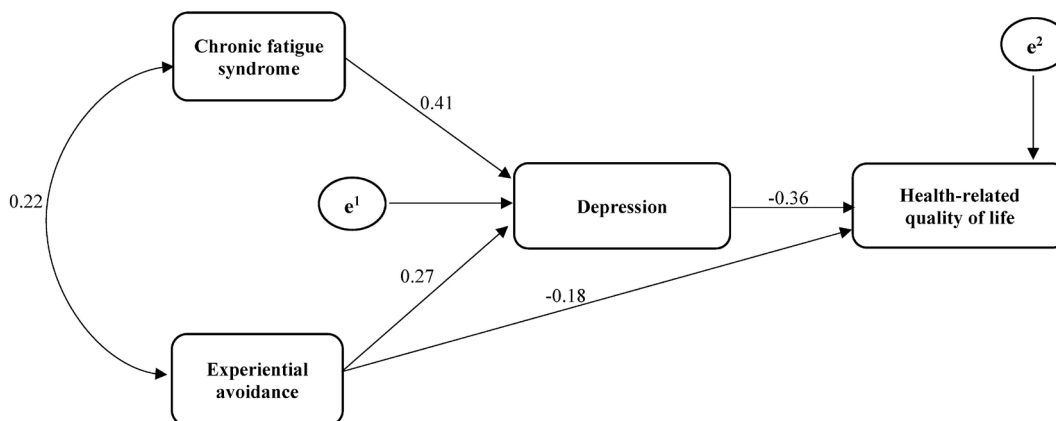 Chronic fatigue
syndrome
e²
0.41
0.22
e¹
Depression
-0.36
Health-related
quality of life
0.27
-0.18
Experiential
avoidance